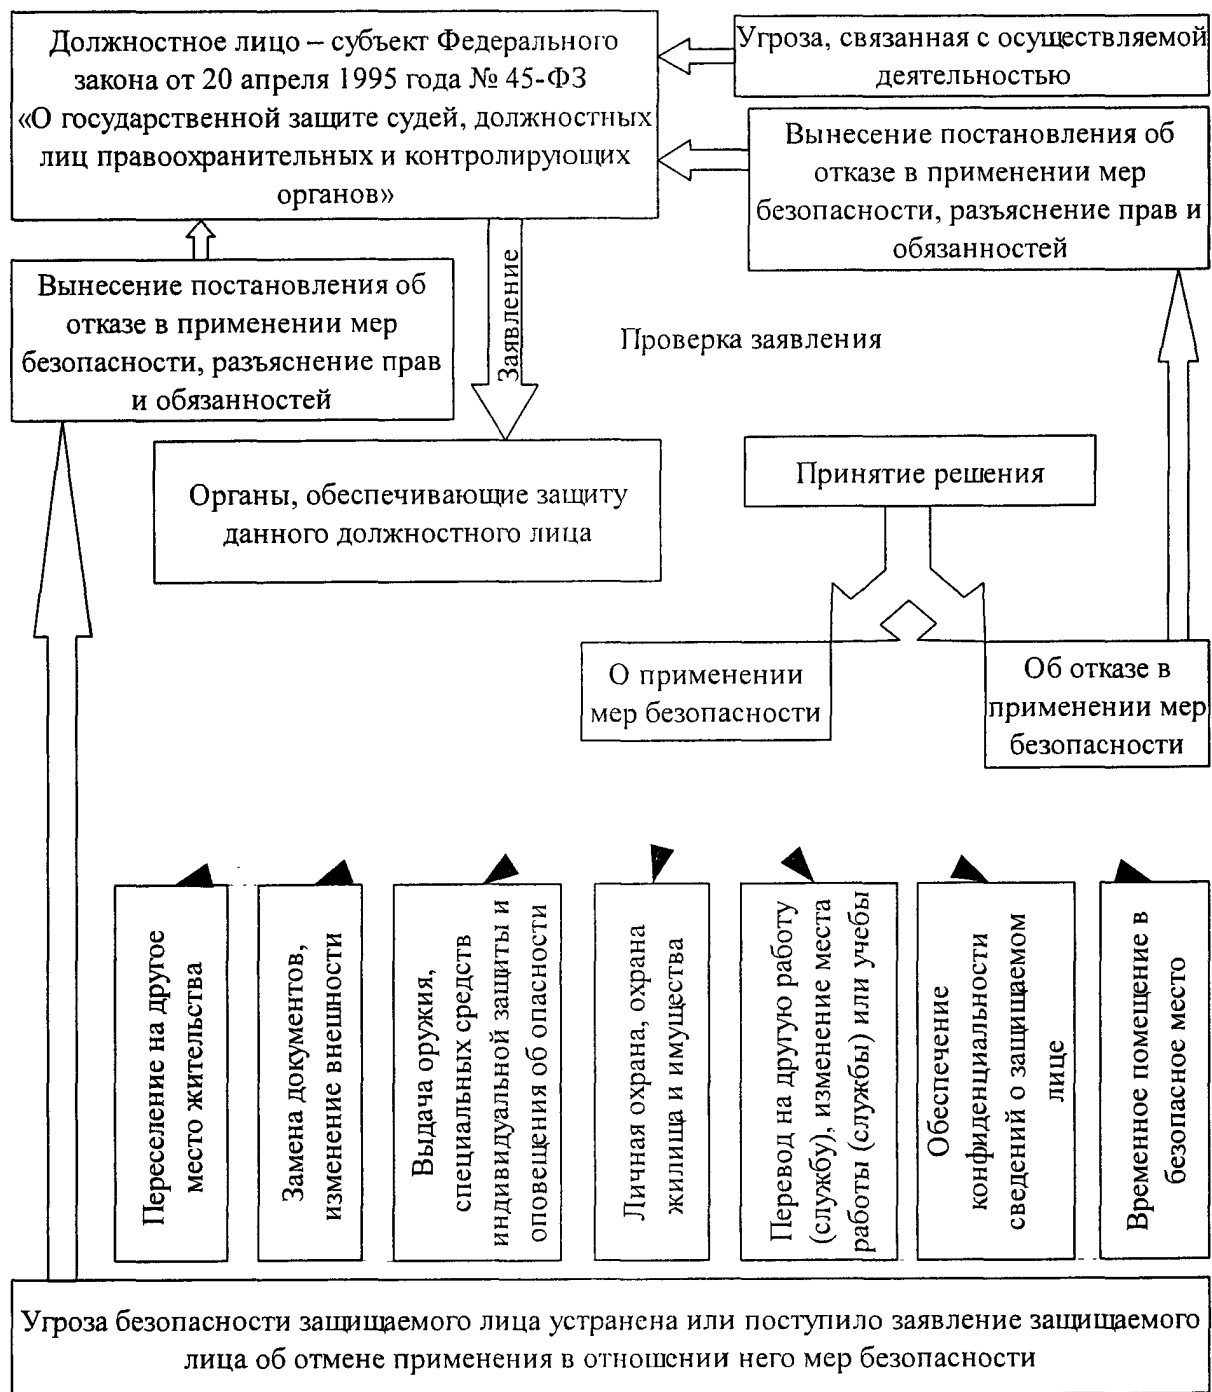 Должностное лицо – субъект Федерального
закона от 20 апреля 1995 года № 45-ФЗ
«О государственной защите судей, должностных
лиц правоохранительных и контролирующих
органов»
Угроза, связанная с осуществляемой
деятельностью
Вынесение постановления об
отказе в применении мер
безопасности, разъяснение прав и
обязанностей
Вынесение постановления об
отказе в применении мер
безопасности, разъяснение прав
и обязанностей
Заявление
Проверка заявления
Органы, обеспечивающие защиту
данного должностного лица
Принятие решения
О применении
мер безопасности
Об отказе в
применении мер
безопасности
Переселение на другое
место жительства
Замена документов,
изменение внешности
Выдача оружия,
специальных средств
индивидуальной защиты и
оповещения об опасности
Личная охрана, охрана
жилища и имущества
Перевод на другую работу
(службу), изменение места
работы (службы) или учебы
Обеспечение
конфиденциальности
сведений о защищаемом
лице
Временное помещение в
безопасное место
Угроза безопасности защищаемого лица устранена или поступило заявление защищаемого
лица об отмене применения в отношении него мер безопасности